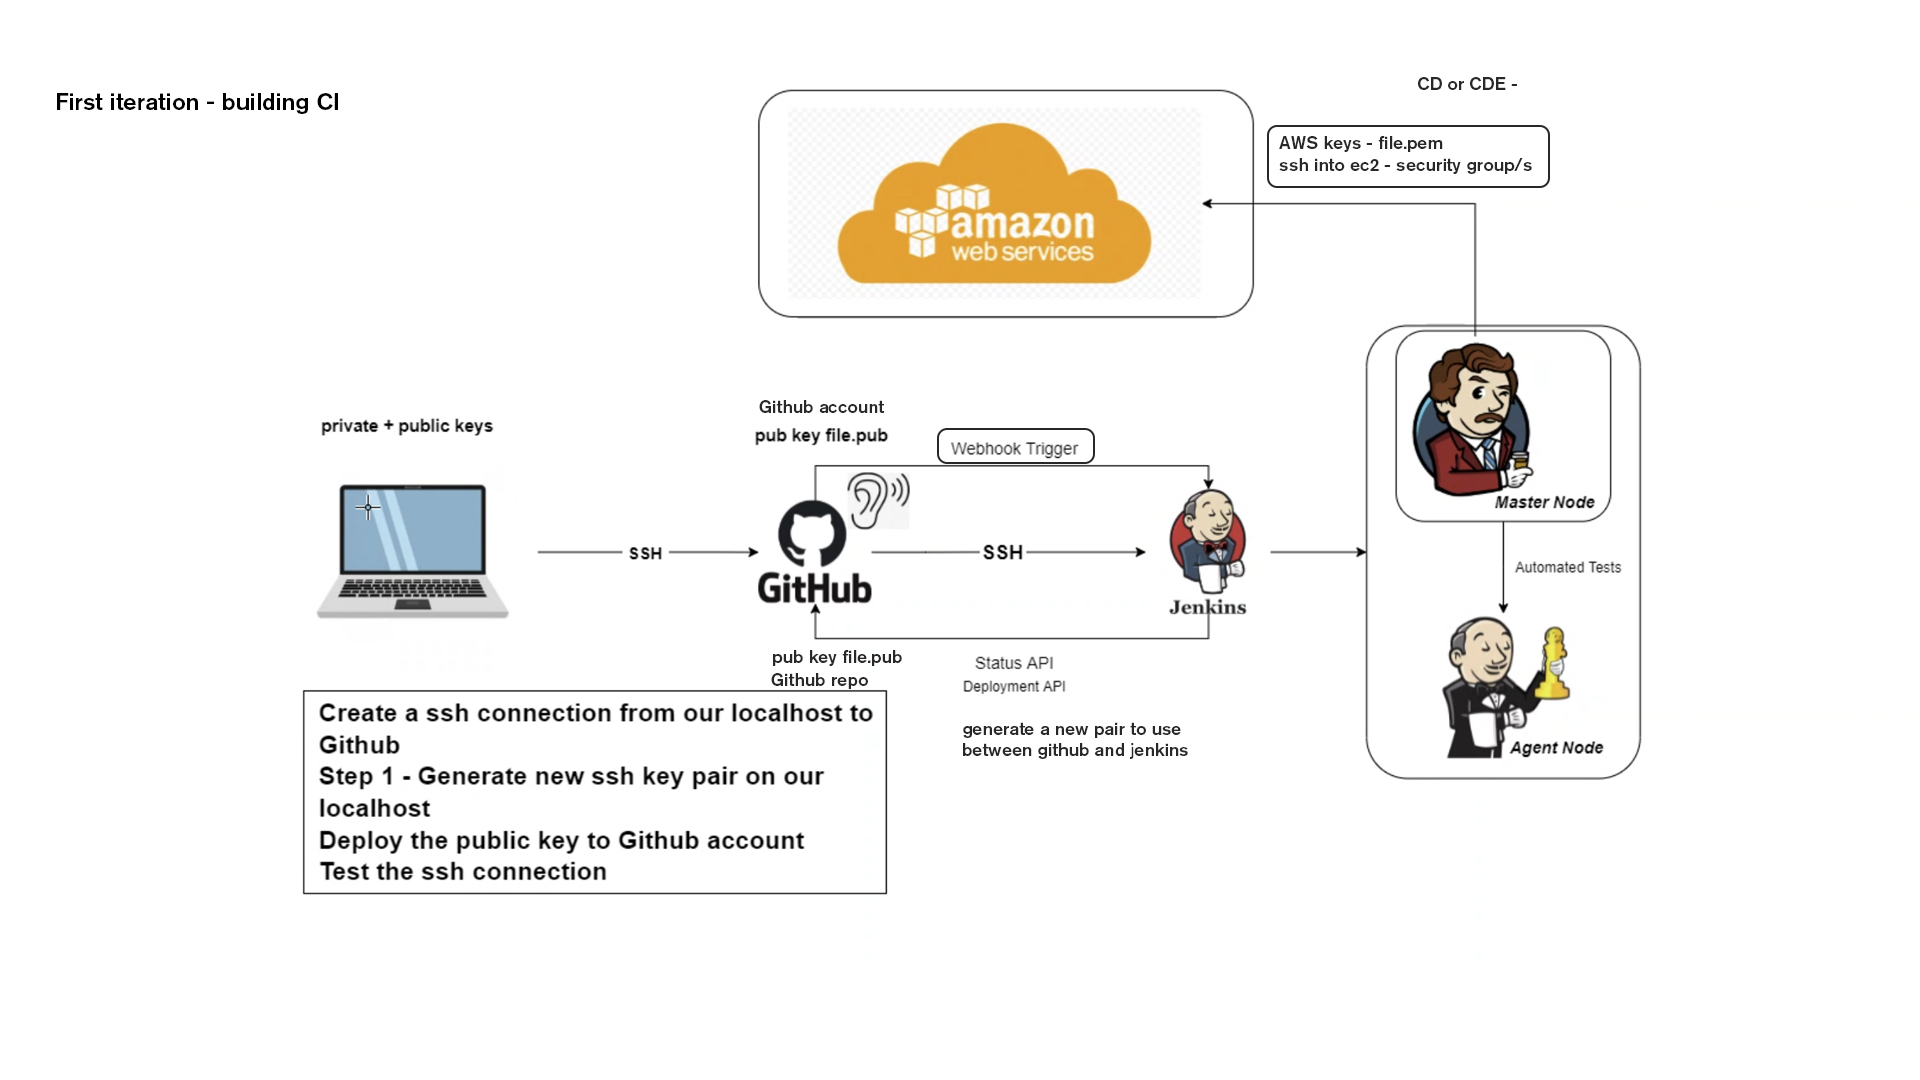 First iteration - building CI
CD or CDE -
AWS keys - file.pem
ssh into ec2 - security group/s
amazon
web services
private + public keys
Github account
pub key file.pub
Webhook Trigger
SSH
GitHub
SSH
Jenkins
Master Node
Automated Tests
Agent Node
pub key file.pub
Github repo
Status API
Deployment API
generate a new pair to use
between github and jenkins
Create a ssh connection from our localhost to
Github
Step 1 - Generate new ssh key pair on our
localhost
Deploy the public key to Github account
Test the ssh connection